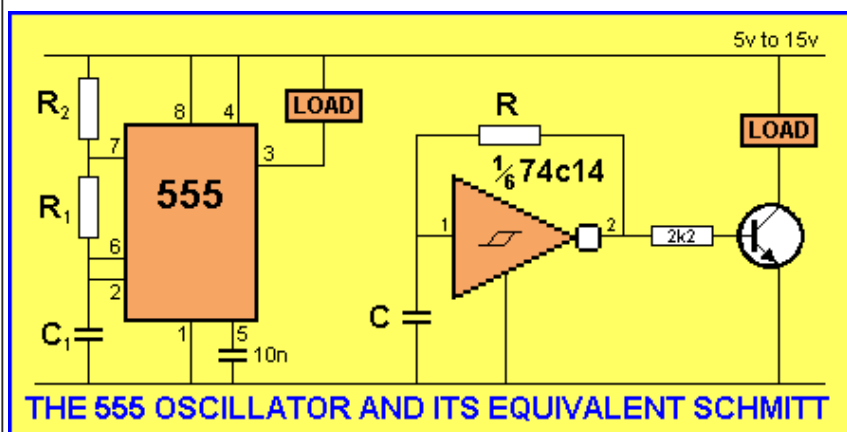 5v to 15v
R₂
8
4
LOAD
R
LOAD
7
3
⅙ 74c14
555
R₁
1
2
2k2
6
2
C₁
1
5
10n
C
THE 555 OSCILLATOR AND ITS EQUIVALENT SCHMITT